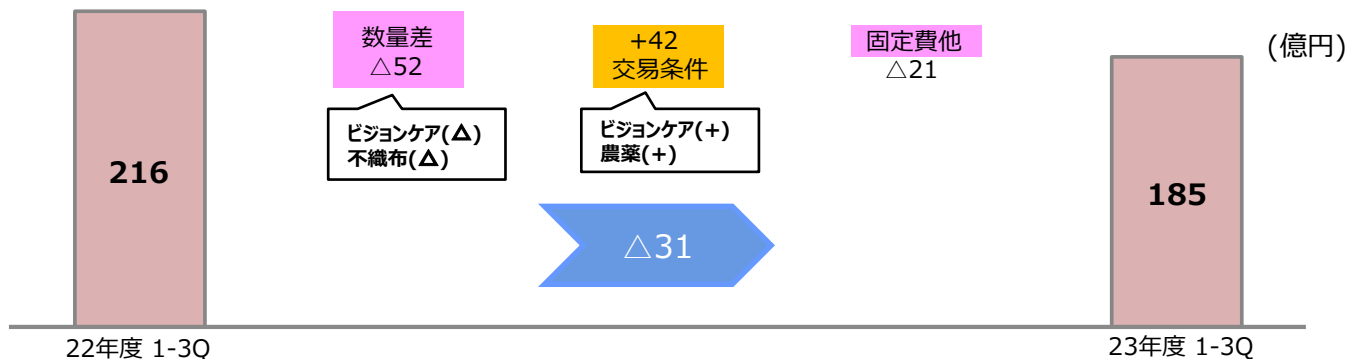 数量差
△52
+42
交易条件
固定費他
△21
(億円)
ビジョンケア(△)
不織布(△)
ビジョンケア(+)
農薬(+)
216
△31
185
22年度 1-3Q
23年度 1-3Q